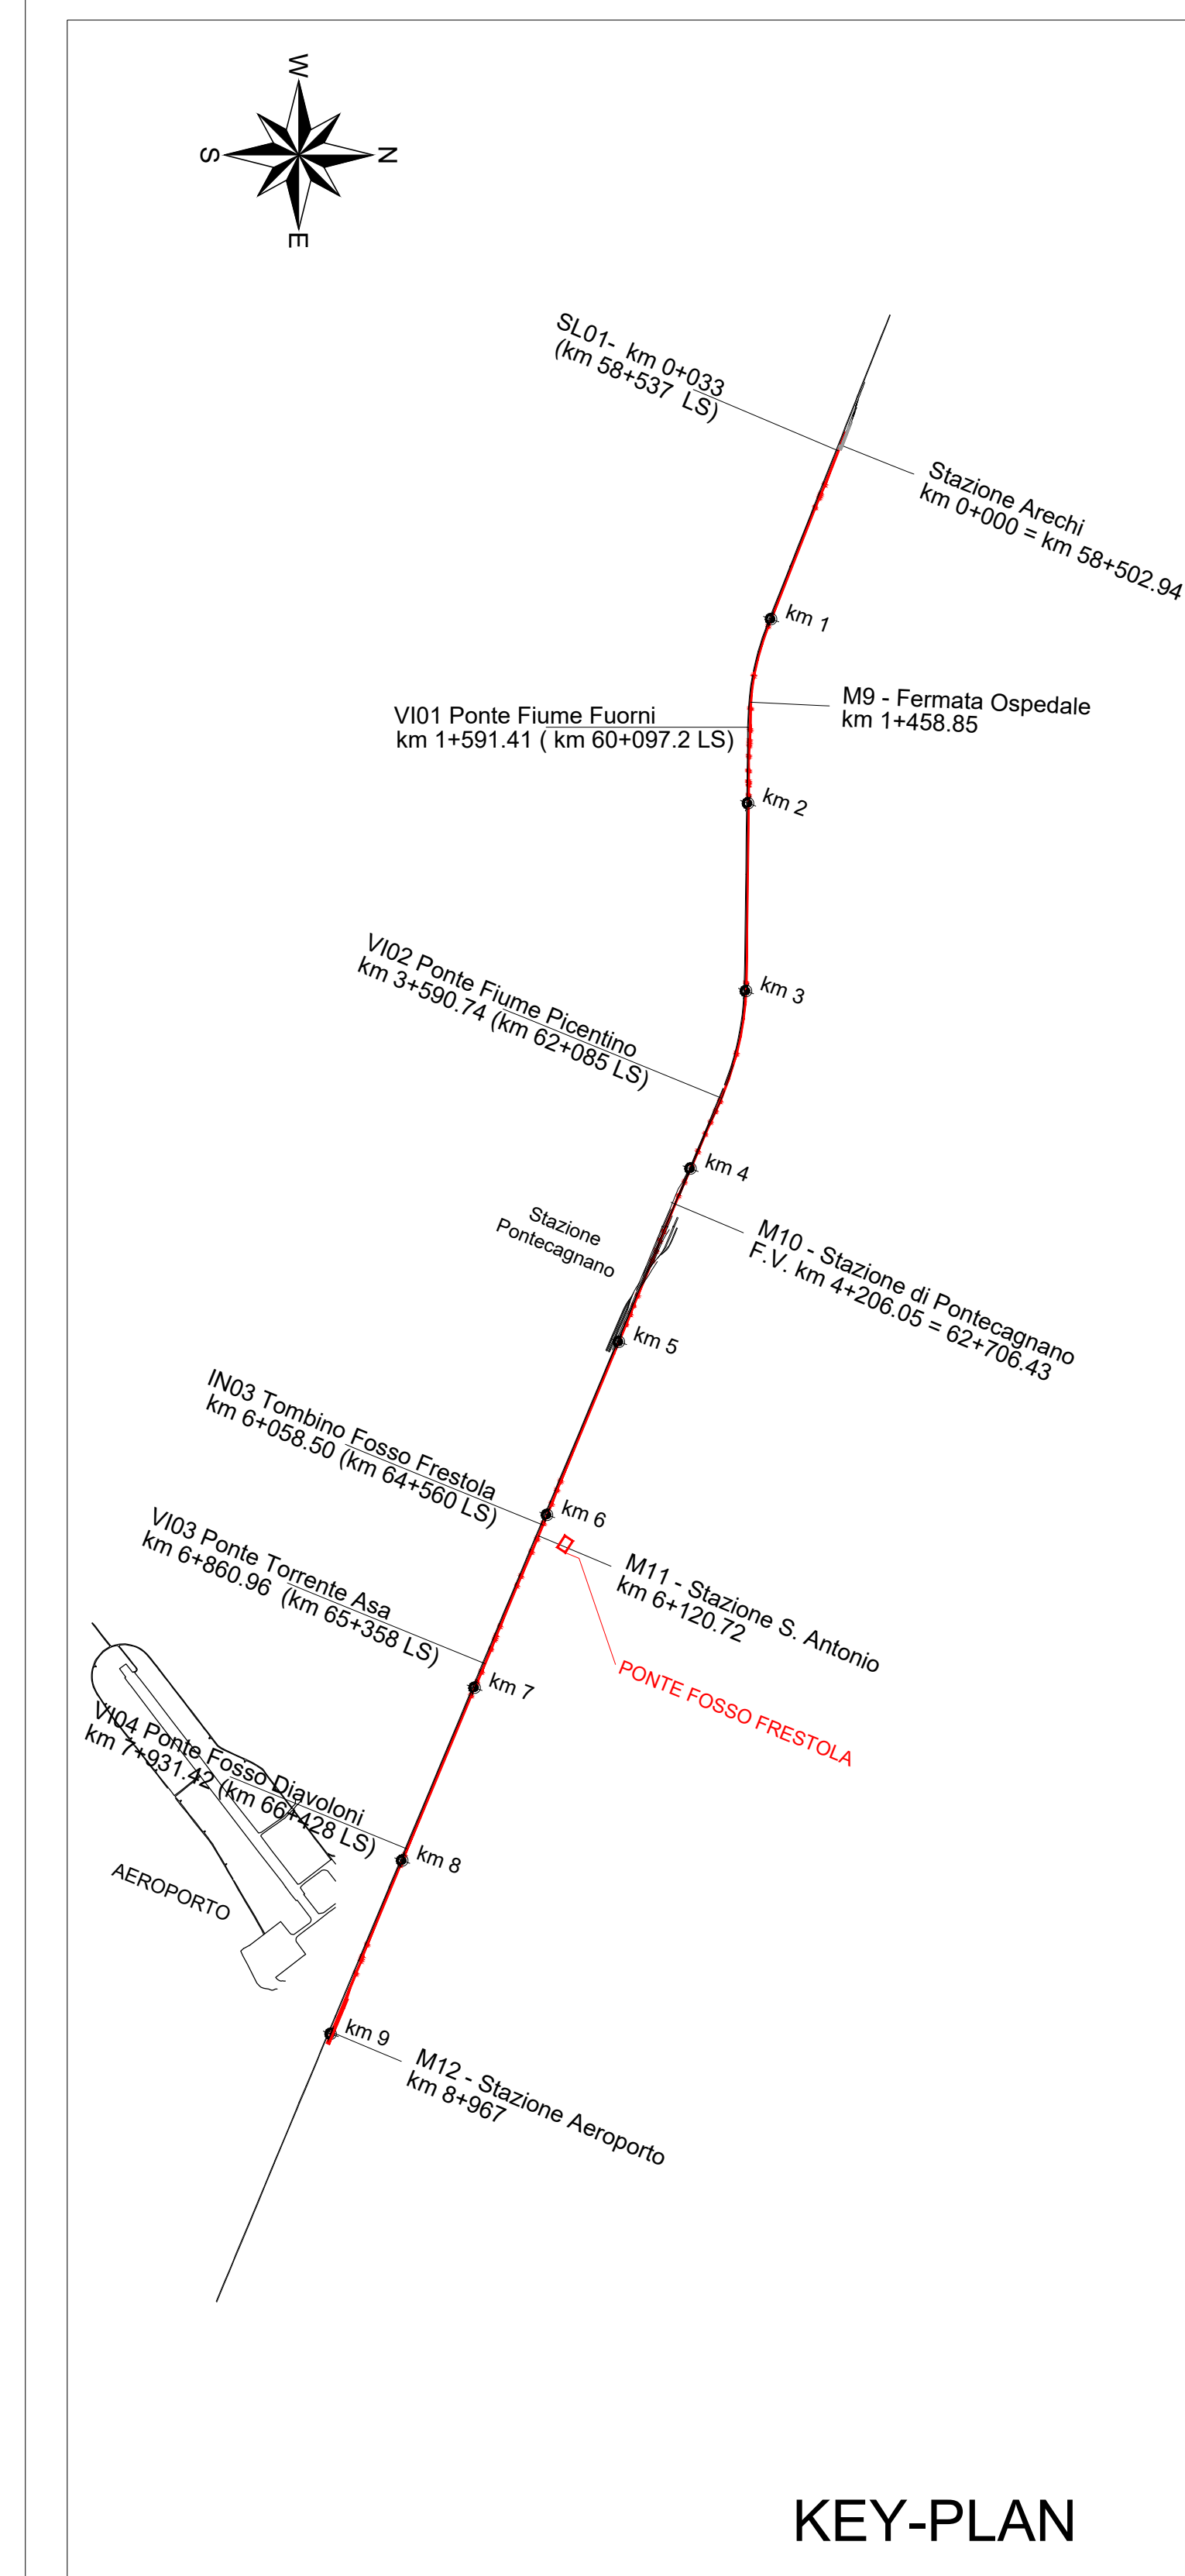 W
S
N
E
SL01-  km 0+033
(km 58+537  LS)
Stazione Arechi
km 0+000 = km 58+502.94
km 1
M9 - Fermata Ospedale
km 1+458.85
VI01 Ponte Fiume Fuorni
km 1+591.41 ( km 60+097.2 LS)
km 2
VI02 Ponte Fiume Picentino
km 3+590.74 (km 62+085 LS)
km 3
km 4
Stazione
Pontecagnano
M10 - Stazione di Pontecagnano
F.V. km 4+206.05 = 62+706.43
km 5
IN03 Tombino Fosso Frestola
km 6+058.50 (km 64+560 LS)
km 6
M11 - Stazione S. Antonio
km 6+120.72
VI03 Ponte Torrente Asa
km 6+860.96  (km 65+358 LS)
PONTE FOSSO FRESTOLA
km 7
VI04 Ponte Fosso Diavoloni
km 7+931.42 (km 66+428 LS)
km 8
AEROPORTO
km 9
M12 - Stazione Aeroporto
km 8+967
KEY-PLAN